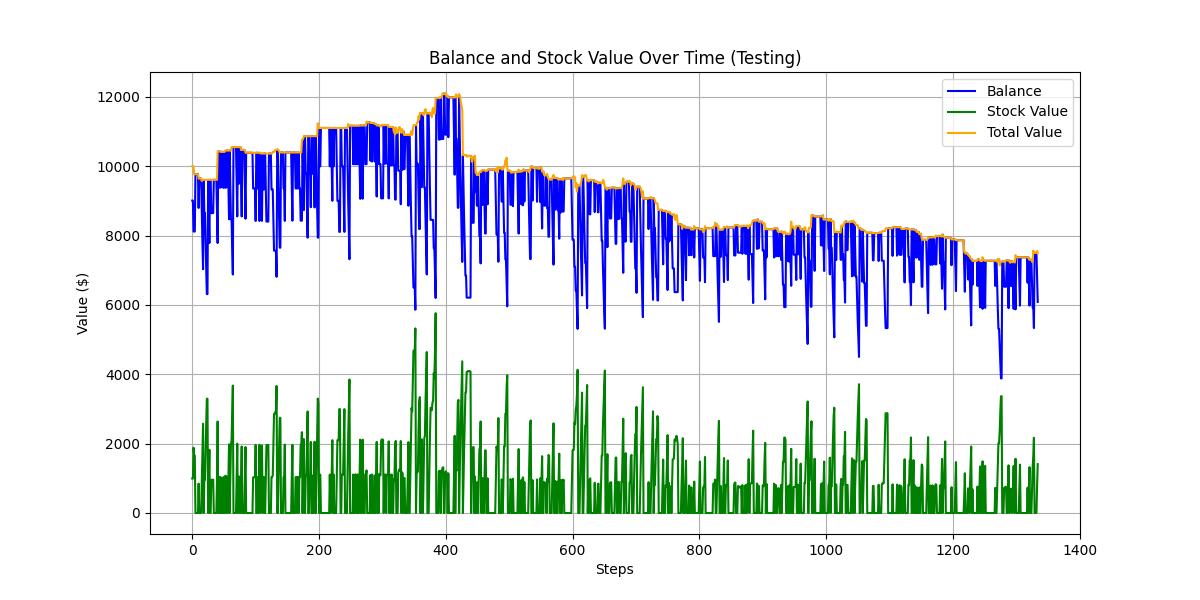 Balance and Stock Value Over Time (Testing)
Balance
Stock Value
Total Value
Value ($)
12000
10000
8000
6000
4000
2000
0
0 200 400 600 800 1000 1200 1400
Steps